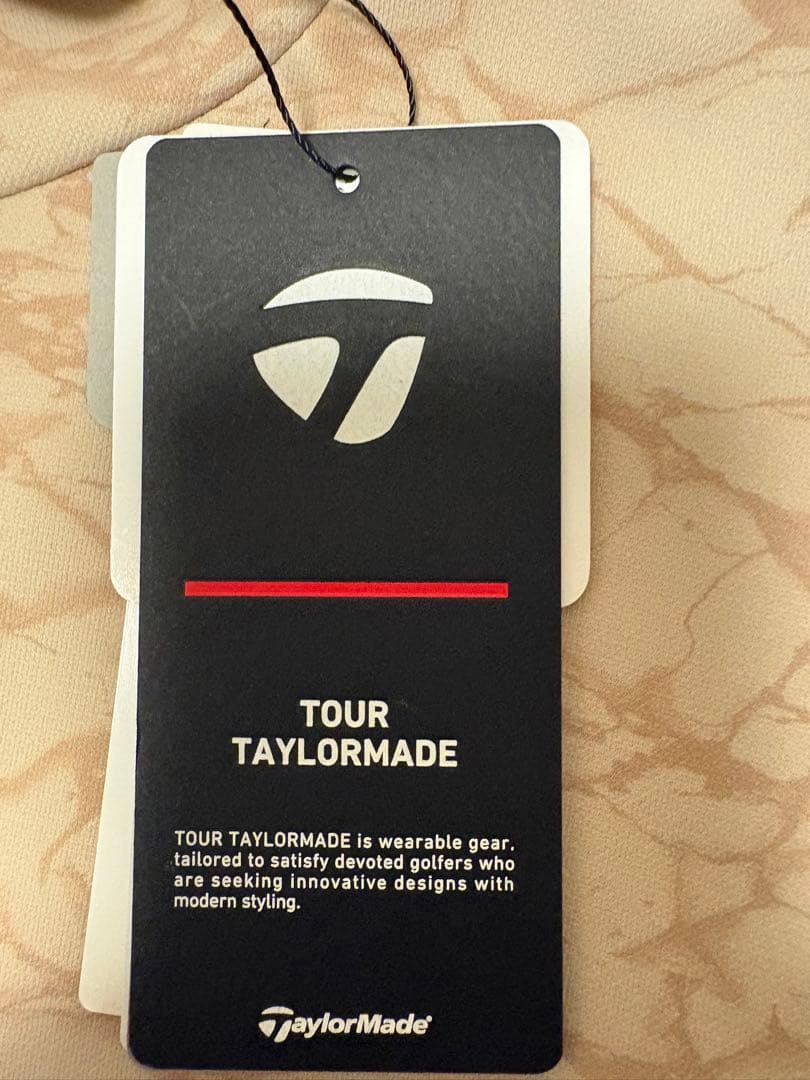 TOUR
TAYLORMADE
TOUR TAYLORMADE is wearable gear,
tailored to satisfy devoted golfers who
are seeking innovative designs with
modern styling.
TaylorMade